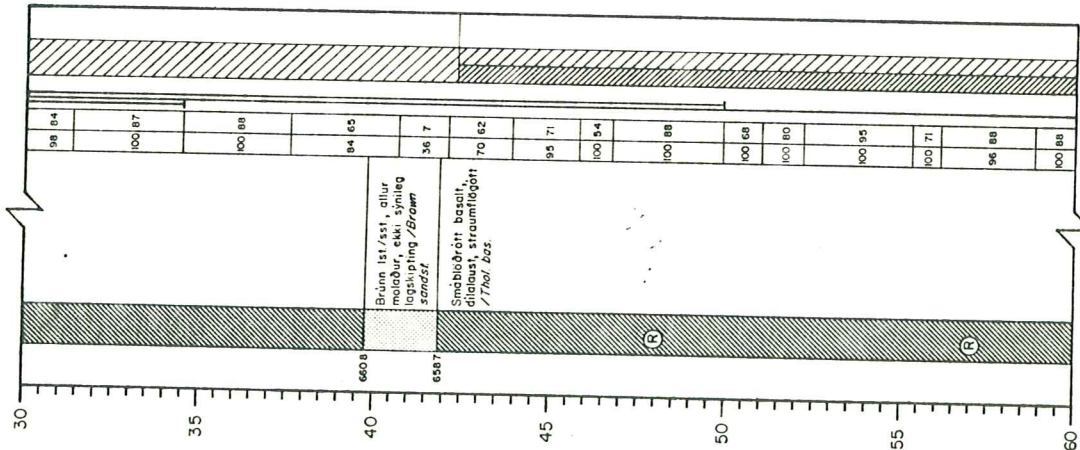 98 84
100 87
100 88
84 65
36 7
70 62
95 71
100 54
100 88
100 68
100 80
100 95
100 71
96 88
100 88
Brúnn lst./sst., allur
molaður, ekki sýnileg
lagskipting /Brown
sandst.
Smáblöðrótt basalt,
dílalaust, straumflögótt
/Thol. bas.
R
R
6608
6587
30
35
40
45
50
55
60